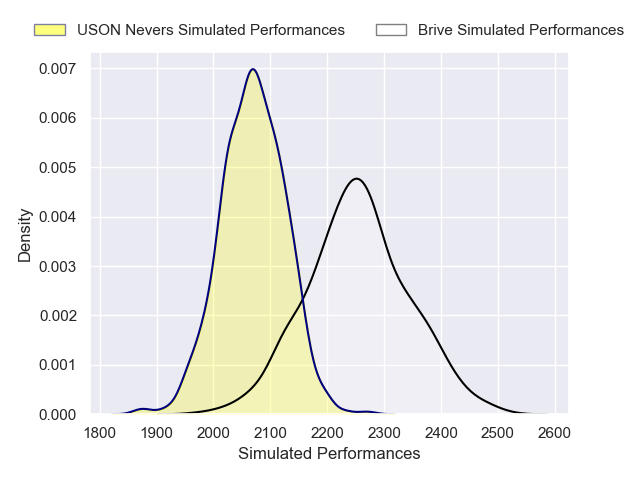 USON Nevers Simulated Performances Brive Simulated Performances
0.007
0.006
0.005
0.004
0.003
0.002
0.001
0.000
Density
1800 1900 2000 2100 2200 2300 2400 2500 2600
Simulated Performances